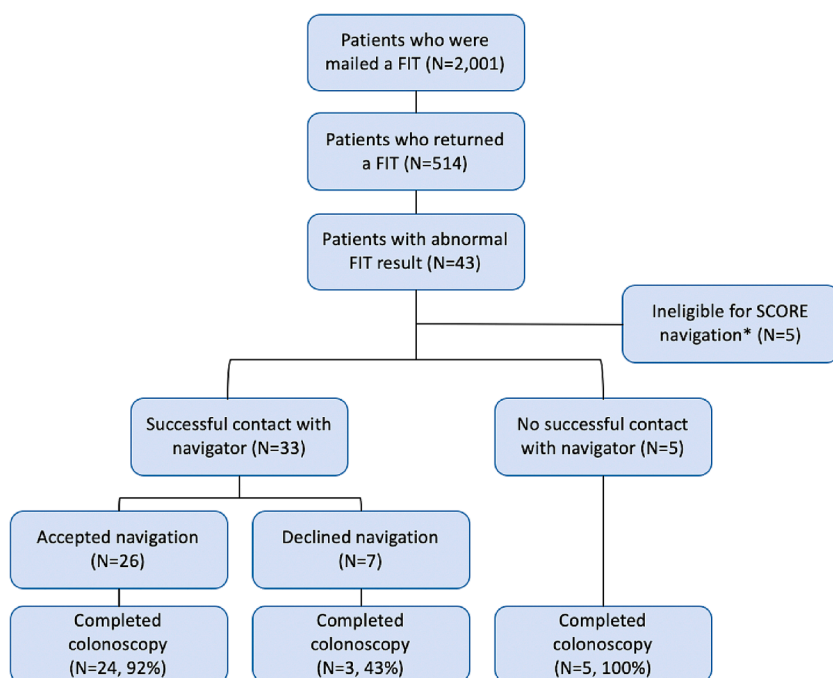 Patients who were
mailed a FIT (N=2,001)
Patients who returned
a FIT (N=514)
Patients with abnormal
FIT result (N=43)
Ineligible for SCORE
navigation* (N=5)
Successful contact with
navigator (N=33)
No successful contact
with navigator (N=5)
Accepted navigation
(N=26)
Declined navigation
(N=7)
Completed
colonoscopy
(N=24, 92%)
Completed
colonoscopy
(N=3, 43%)
Completed
colonoscopy
(N=5, 100%)